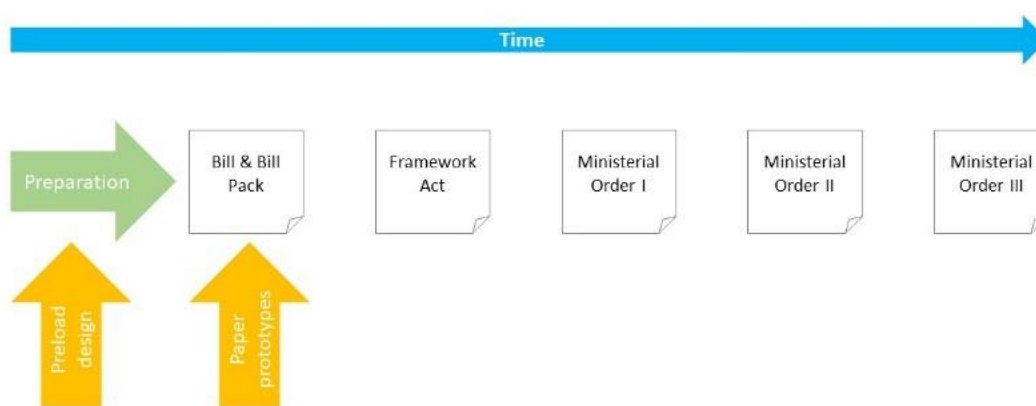 Time
Preparation
Bill & Bill
Pack
Framework
Act
Ministerial
Order I
Ministerial
Order II
Ministerial
Order III
Preload
design
Paper
prototypes